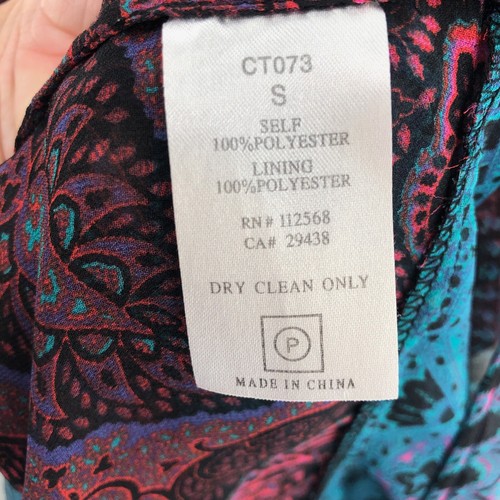 CT073
S
SELF
100%POLYESTER
LINING
100%POLYESTER
RN# 112568
CA# 29438
DRY CLEAN ONLY
P
MADE IN CHINA